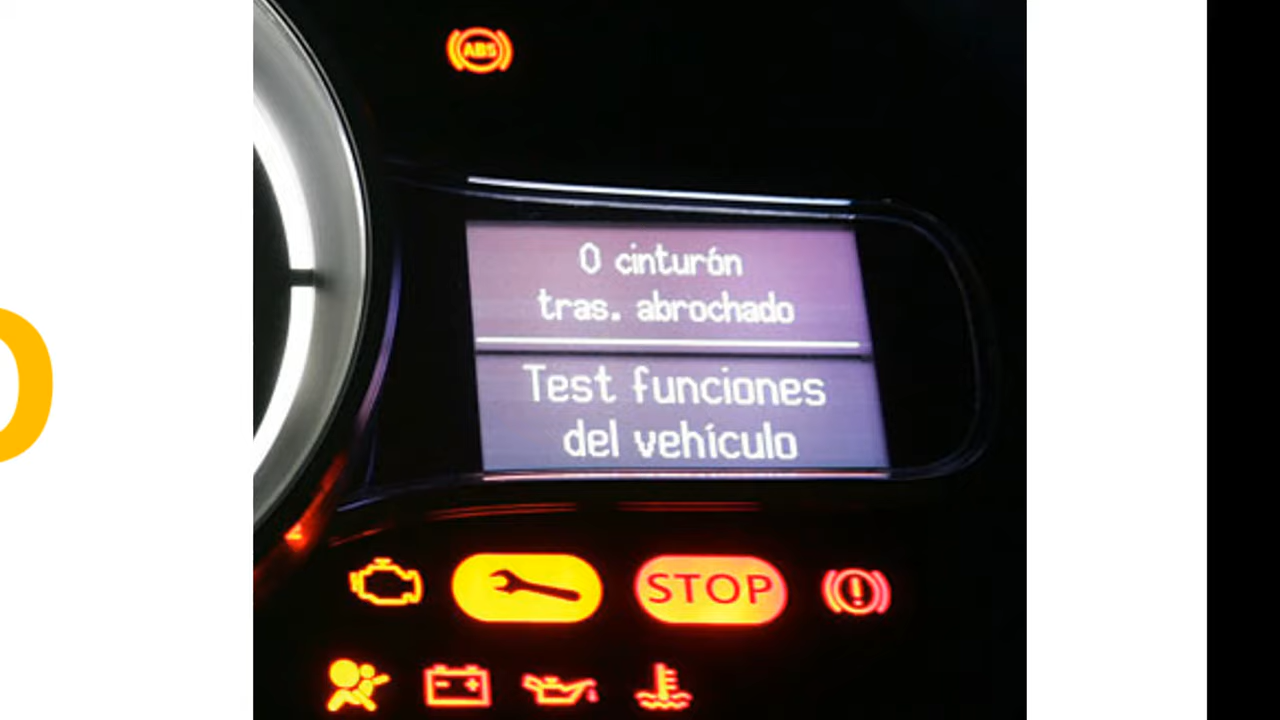 ABS
0 cinturón
tras. abrochado
Test funciones
del vehículo
STOP